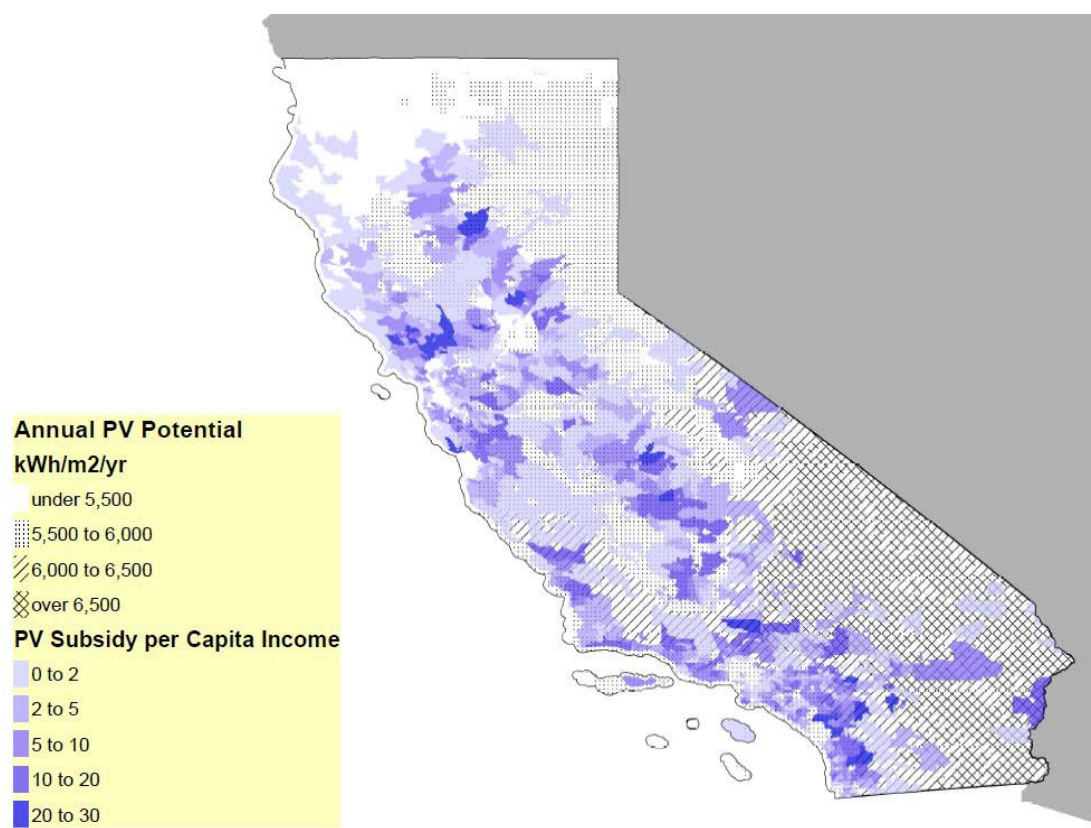 Annual PV Potential
kWh/m2/yr
under 5,500
5,500 to 6,000
6,000 to 6,500
over 6,500
PV Subsidy per Capita Income
0 to 2
2 to 5
5 to 10
10 to 20
20 to 30